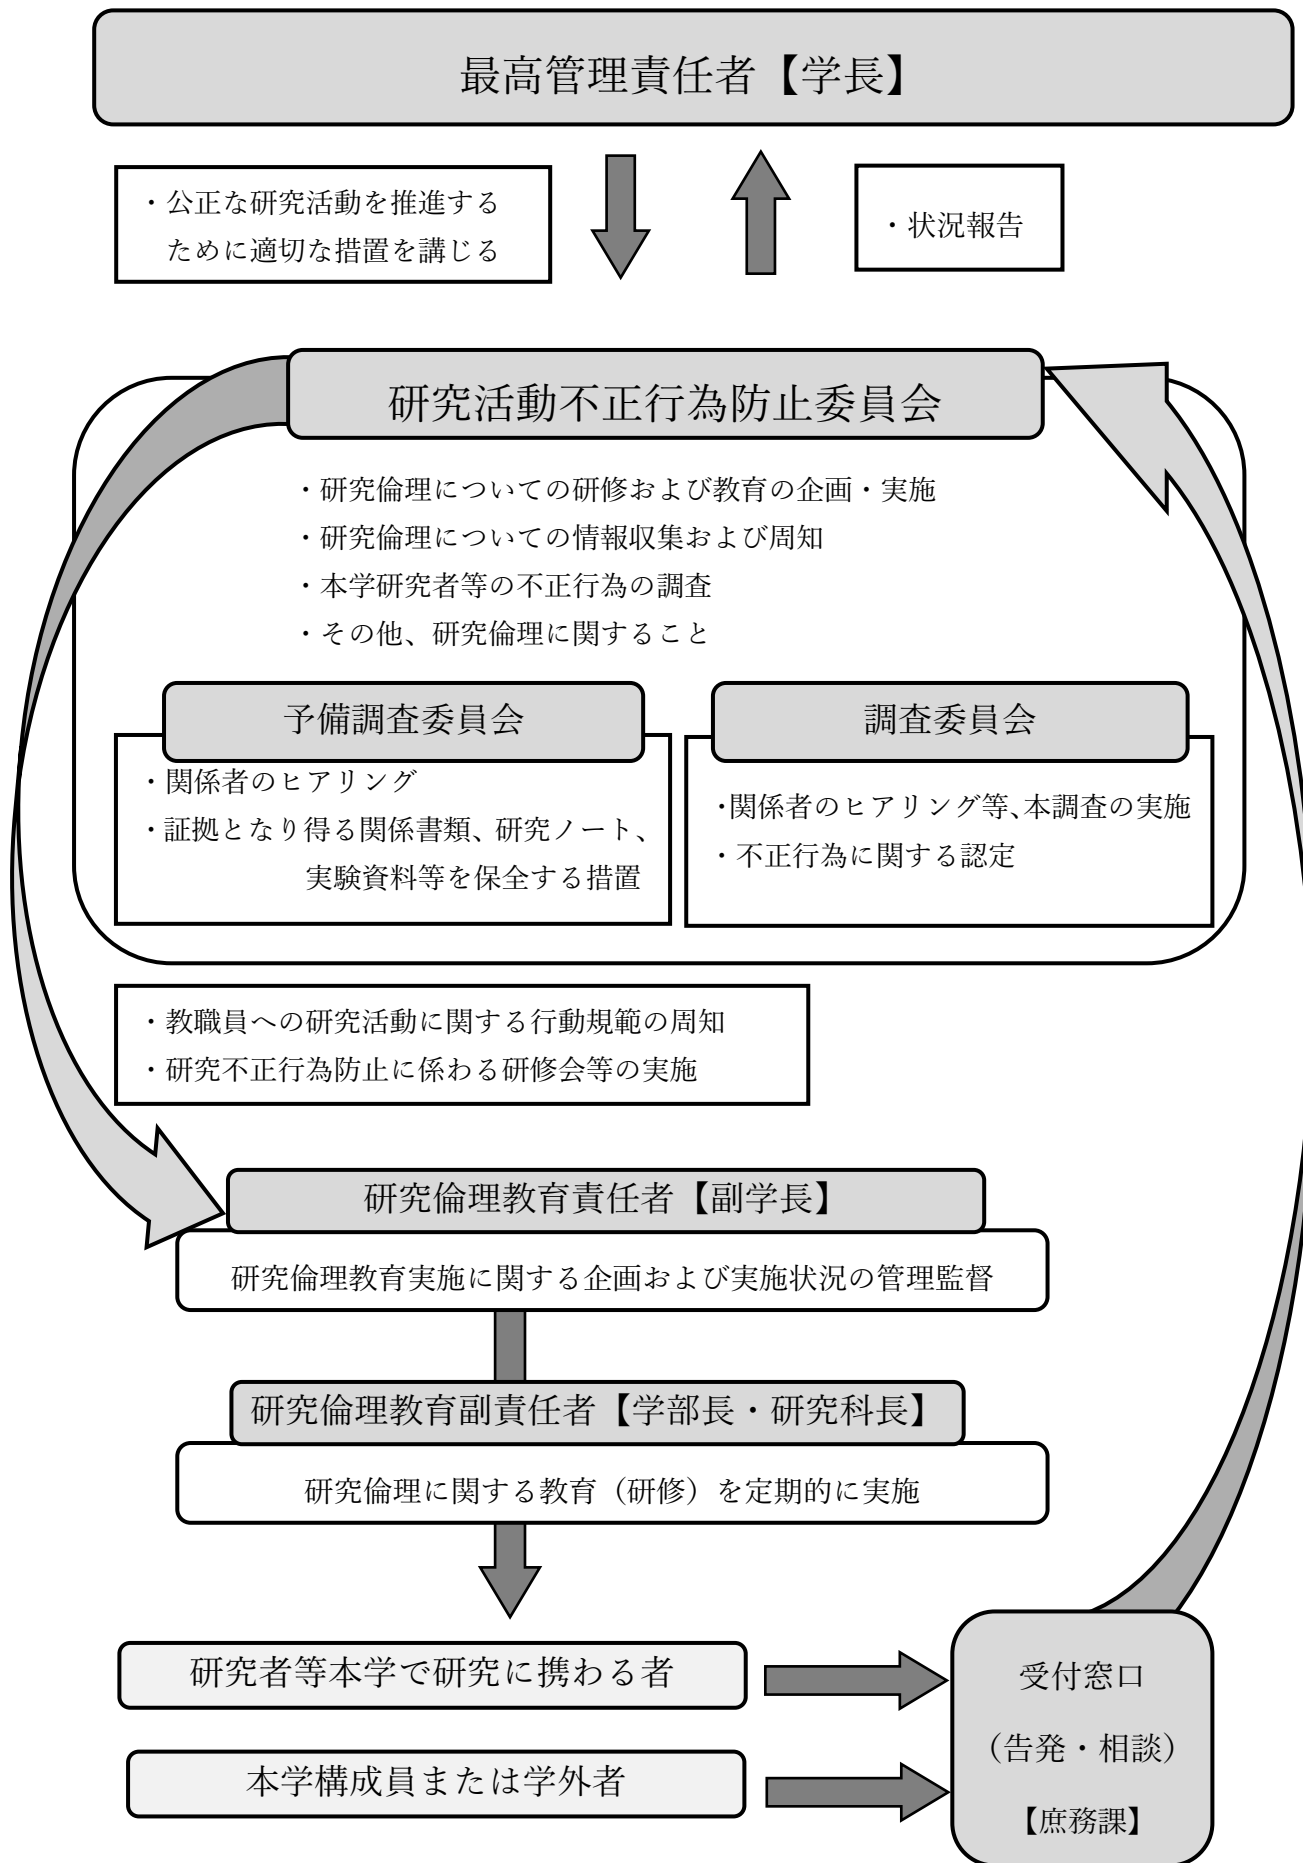 最高管理責任者【学長】
・公正な研究活動を推進する
ために適切な措置を講じる
・状況報告
研究活動不正行為防止委員会
・研究倫理についての研修および教育の企画・実施
・研究倫理についての情報収集および周知
・本学研究者等の不正行為の調査
・その他、研究倫理に関すること
予備調査委員会
・関係者のヒアリング
・証拠となり得る関係書類、研究ノート、
実験資料等を保全する措置
調査委員会
・関係者のヒアリング等、本調査の実施
・不正行為に関する認定
・教職員への研究活動に関する行動規範の周知
・研究不正行為防止に係わる研修会等の実施
研究倫理教育責任者【副学長】
研究倫理教育実施に関する企画および実施状況の管理監督
研究倫理教育副責任者【学部長・研究科長】
研究倫理に関する教育（研修）を定期的に実施
研究者等本学で研究に携わる者
本学構成員または学外者
受付窓口
（告発・相談）
【庶務課】